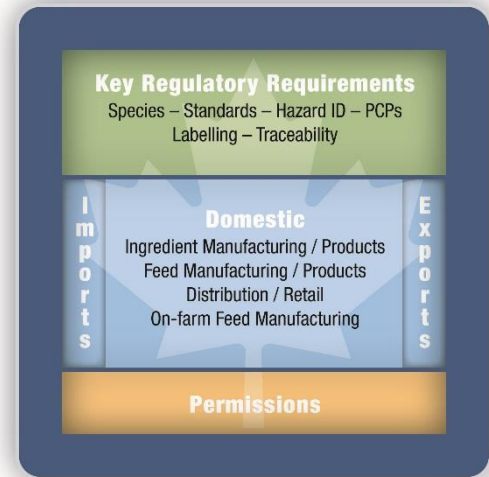 Key Regulatory Requirements
Species – Standards – Hazard ID – PCPs
Labelling – Traceability
Imports
Domestic
Ingredient Manufacturing / Products
Feed Manufacturing / Products
Distribution / Retail
On-farm Feed Manufacturing
Exports
Permissions